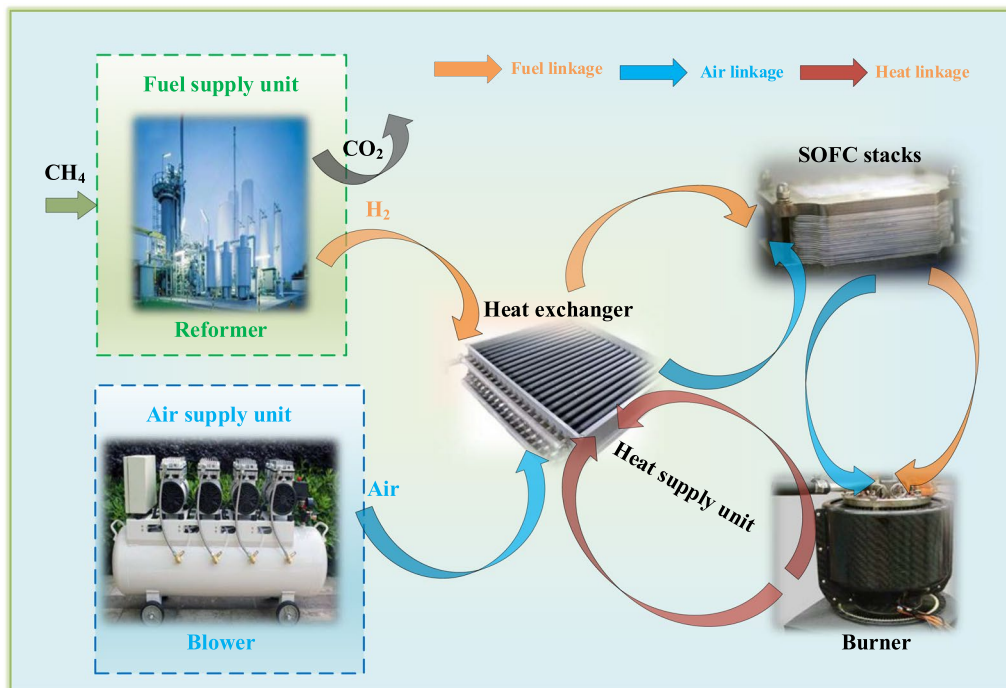 Fuel supply unit
Fuel linkage
Air linkage
Heat linkage
CO₂
CH₄
SOFC stacks
H₂
Reformer
Heat exchanger
Air supply unit
Heat supply unit
Air
Blower
Burner